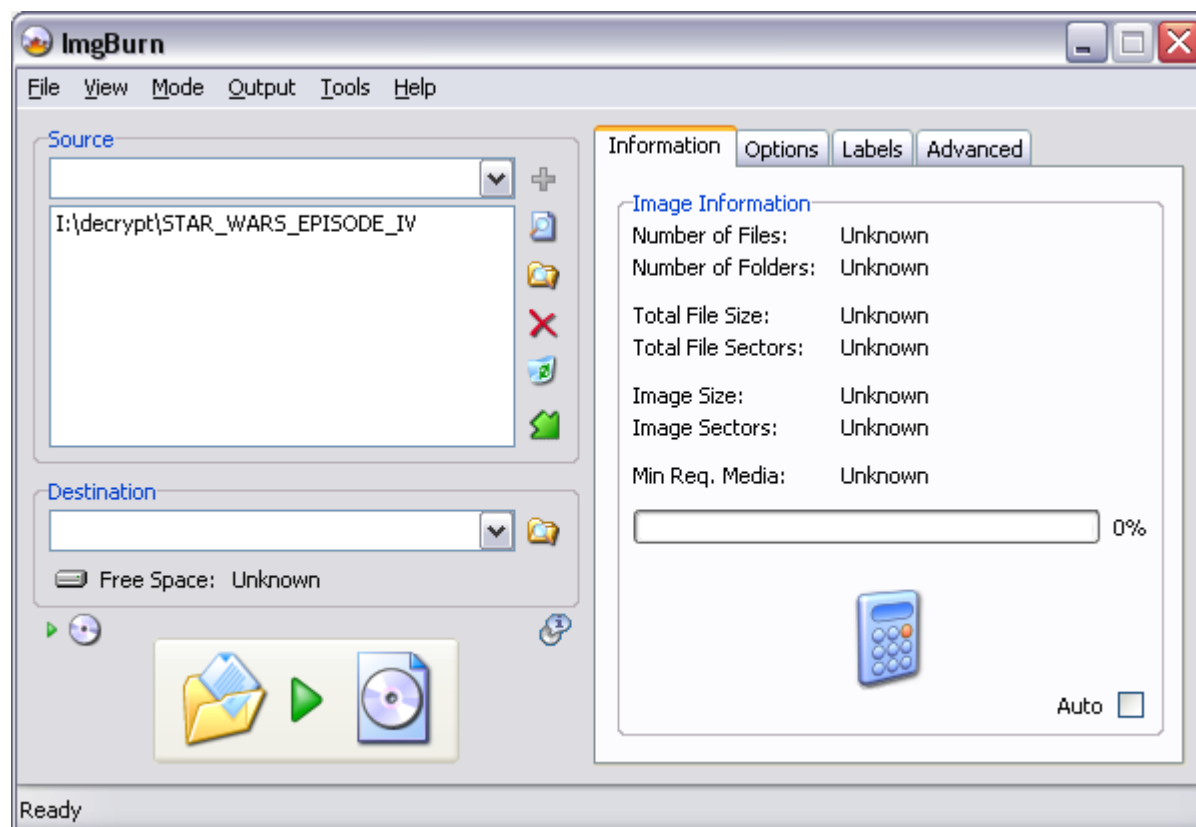 ImgBurn
File View Mode Output Tools Help
Source
I:\decrypt\STAR_WARS_EPISODE_IV
Destination
Free Space: Unknown
Information Options Labels Advanced
Image Information
Number of Files: Unknown
Number of Folders: Unknown
Total File Size: Unknown
Total File Sectors: Unknown
Image Size: Unknown
Image Sectors: Unknown
Min Req. Media: Unknown
0%
Auto
Ready